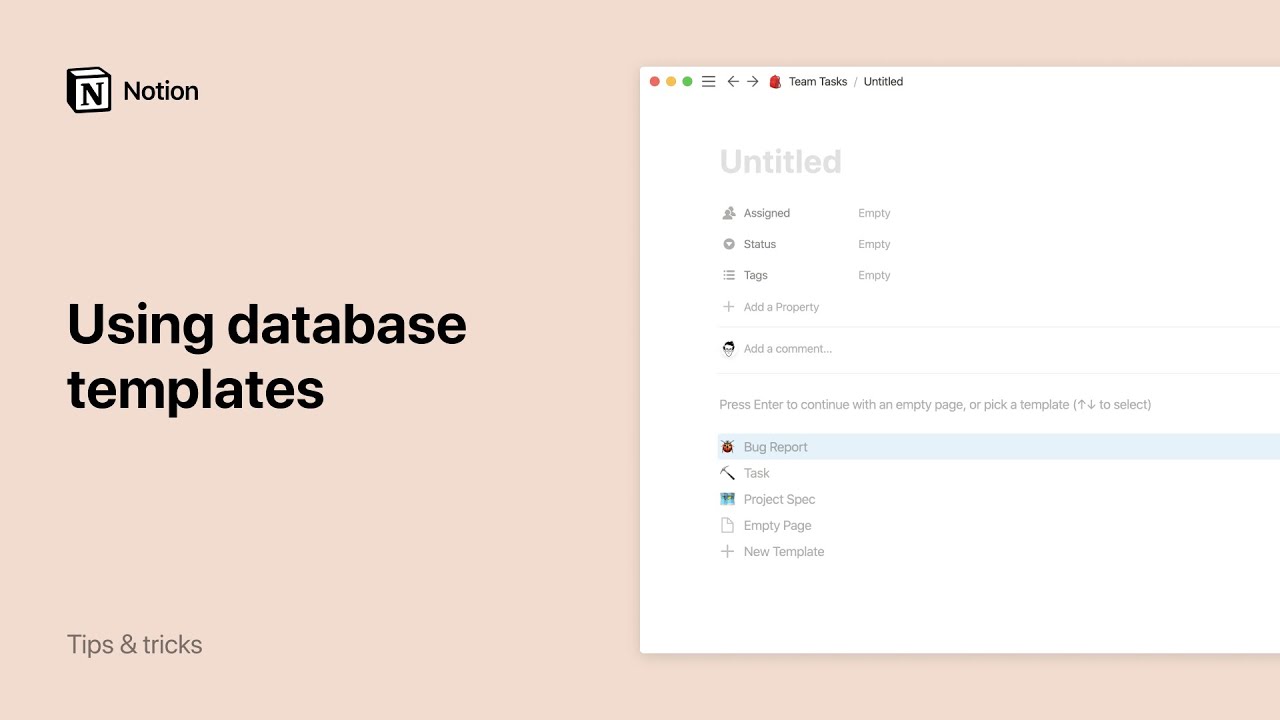 Notion
Using database
templates
Tips & tricks
Team Tasks / Untitled
Untitled
Assigned Empty
Status Empty
Tags Empty
Add a Property
Add a comment...
Press Enter to continue with an empty page, or pick a template (↑↓ to select)
Bug Report
Task
Project Spec
Empty Page
New Template